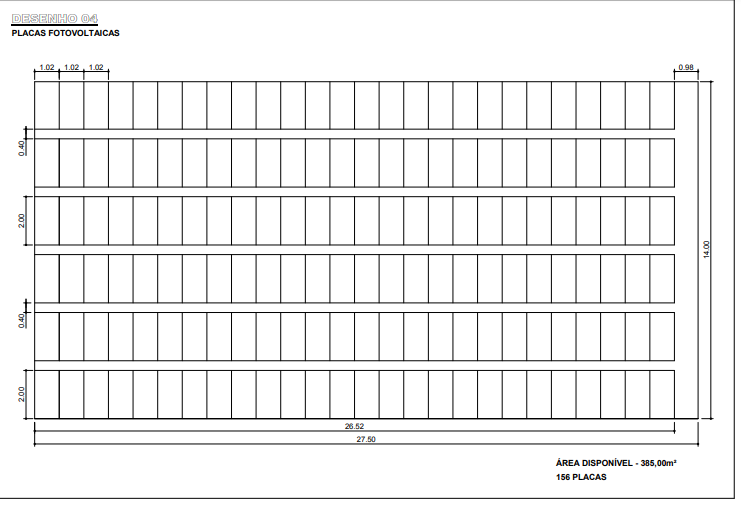 DESENHO 04
PLACAS FOTOVOLTAICAS
1.02 1.02 1.02 0.98
0.40
2.00
14.00
0.40
2.00
26.52
27.50
ÁREA DISPONÍVEL - 385,00m²
156 PLACAS